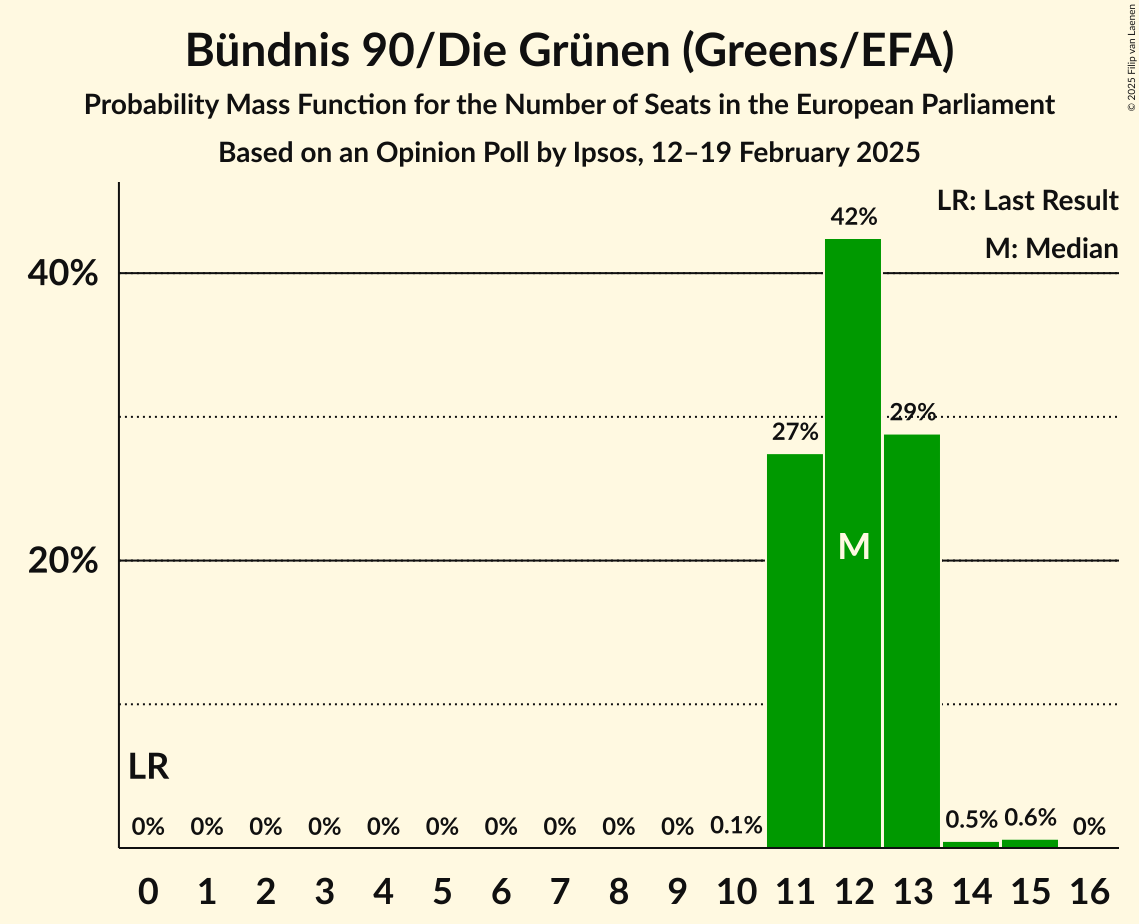 Bündnis 90/Die Grünen (Greens/EFA)
Probability Mass Function for the Number of Seats in the European Parliament
Based on an Opinion Poll by Ipsos, 12–19 February 2025
© 2025 Filip van Laenen
LR: Last Result
M: Median
40%
20%
42%
29%
27%
M
LR
0% 0% 0% 0% 0% 0% 0% 0% 0% 0% 0.1% 0.5% 0.6% 0%
0 1 2 3 4 5 6 7 8 9 10 11 12 13 14 15 16